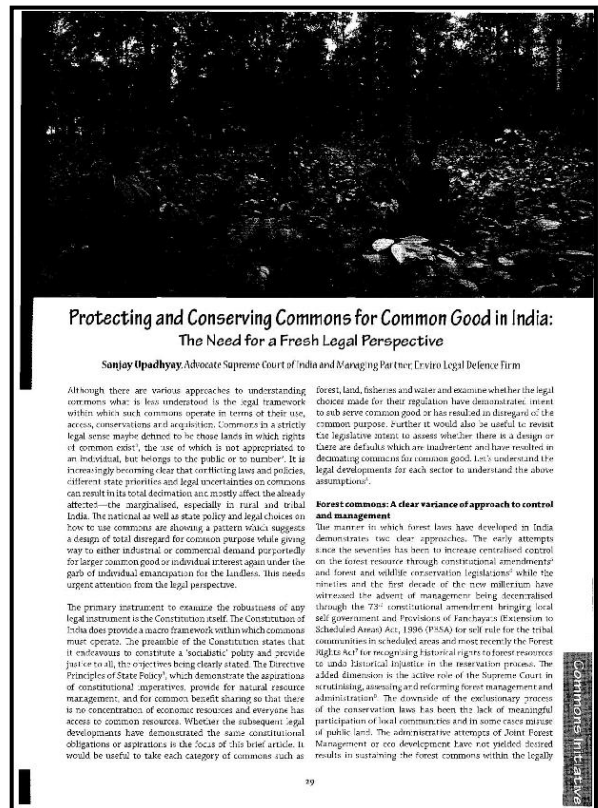 Protecting and Conserving Commons for Common Good in India:
The Need for a Fresh Legal Perspective
Sanjay Upadhyay, Advocate Supreme Court of India and Managing Partner, Enviro Legal Defence Firm
Although there are various approaches to understanding
commons what is less understood is the legal framework
within which such commons operate in terms of their use,
access, conservations and acquisition. Commons in a strictly
legal sense maybe defined to be those lands in which rights
of common exist¹, the use of which is not appropriated to
an individual, but belongs to the public or to number². It is
increasingly becoming clear that conflicting laws and policies,
different state priorities and legal uncertainties on commons
can result in its total decimation and mostly affect the already
affected—the marginalised, especially in rural and tribal
India. The national as well as state policy and legal choices on
how to use commons are showing a pattern which suggests
a design of total disregard for common purpose while giving
way to either industrial or commercial demand purportedly
for larger common good or individual interest again under the
garb of individual emancipation for the landless. This needs
urgent attention from the legal perspective.
The primary instrument to examine the robustness of any
legal instrument is the Constitution itself. The Constitution of
India does provide a macro framework within which commons
must operate. The preamble of the Constitution states that
it endeavours to constitute a 'socialistic' polity and provide
justice to all, the objectives being clearly stated. The Directive
Principles of State Policy³, which demonstrate the aspirations
of constitutional imperatives, provide for natural resource
management, and for common benefit sharing so that there
is no concentration of economic resources and everyone has
access to common resources. Whether the subsequent legal
developments have demonstrated the same constitutional
obligations or aspirations is the focus of this brief article. It
would be useful to take each category of commons such as
forest, land, fisheries and water and examine whether the legal
choices made for their regulation have demonstrated intent
to sub serve common good or has resulted in disregard of the
common purpose. Further it would also be useful to revisit
the legislative intent to assess whether there is a design or
there are defaults which are inadvertent and have resulted in
decimating commons for common good. Let's understand the
legal developments for each sector to understand the above
assumptions.
Forest commons: A clear variance of approach to control
and management
The manner in which forest laws have developed in India
demonstrates two clear approaches. The early attempts
since the seventies has been to increase centralised control
on the forest resource through constitutional amendments
and forest and wildlife conservation legislations while the
nineties and the first decade of the new millenium have
witnessed the advent of management being decentralised
through the 73rd constitutional amendment bringing local
self government and Provisions of Panchayats (Extension to
Scheduled Areas) Act, 1996 (PESA) for self rule for the tribal
communities in scheduled areas and most recently the Forest
Rights Act⁷ for recognising historical rights to forest resources
to undo historical injustice in the reservation process. The
added dimension is the active role of the Supreme Court in
scrutinising, assessing and reforming forest management and
administration⁸. The downside of the exclusionary process
of the conservation laws has been the lack of meaningful
participation of local communities and in some cases misuse
of public land. The administrative attempts of Joint Forest
Management or eco development have not yielded desired
results in sustaining the forest commons within the legally
Commons Initiative
29